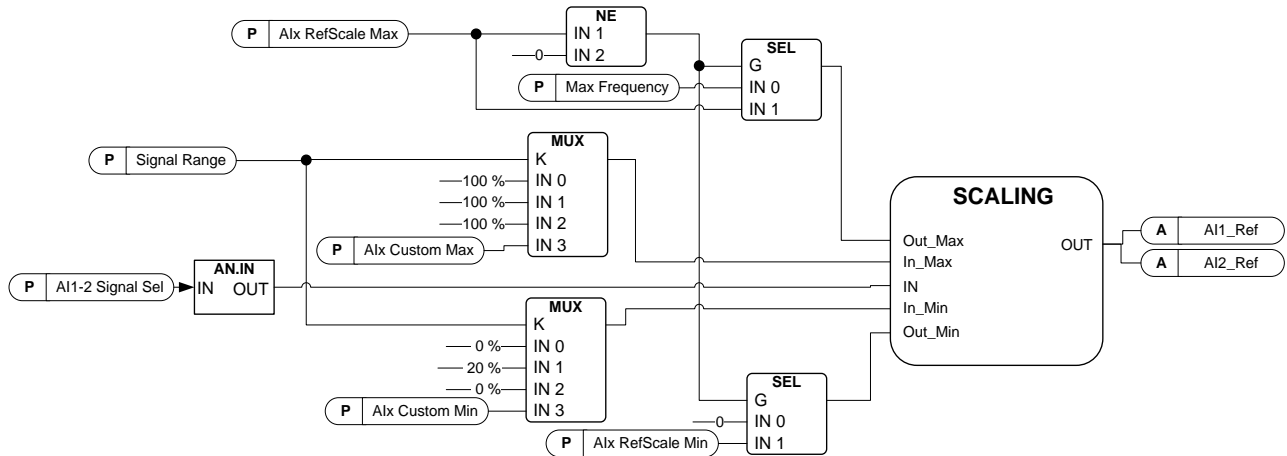 NE
P AIx RefScale Max
IN 1
0 IN 2
SEL
G
P Max Frequency
IN 0
IN 1
MUX
P Signal Range
K
100 % IN 0
100 % IN 1
100 % IN 2
P AIx Custom Max
IN 3
SCALING
Out_Max
In_Max
IN
In_Min
Out_Min
OUT
A AI1_Ref
A AI2_Ref
AN.IN
P AI1-2 Signal Sel
IN OUT
MUX
K
0 % IN 0
20 % IN 1
0 % IN 2
P AIx Custom Min
IN 3
SEL
G
0 IN 0
P AIx RefScale Min
IN 1